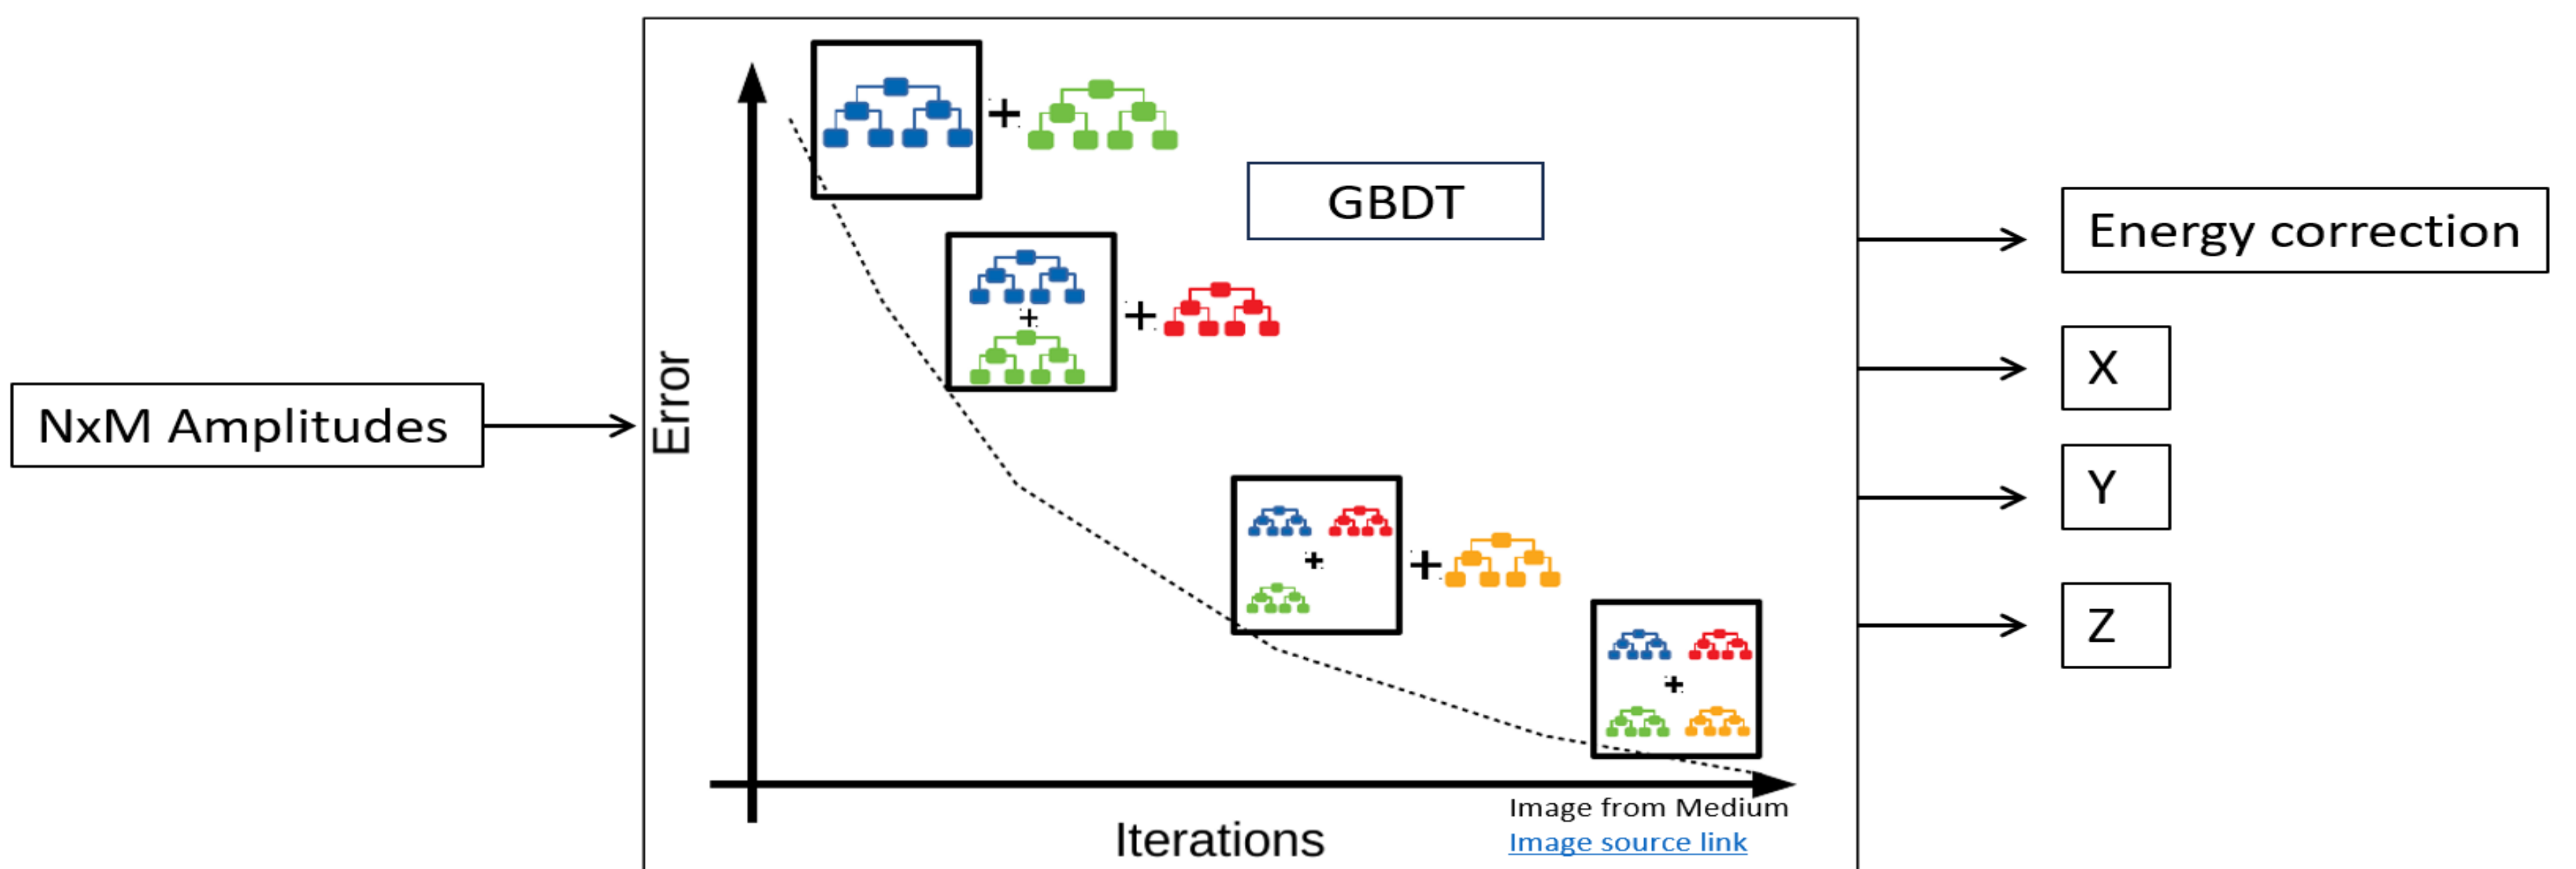 NxM Amplitudes
Error
GBDT
Iterations
Image from Medium
Image source link
Energy correction
X
Y
Z